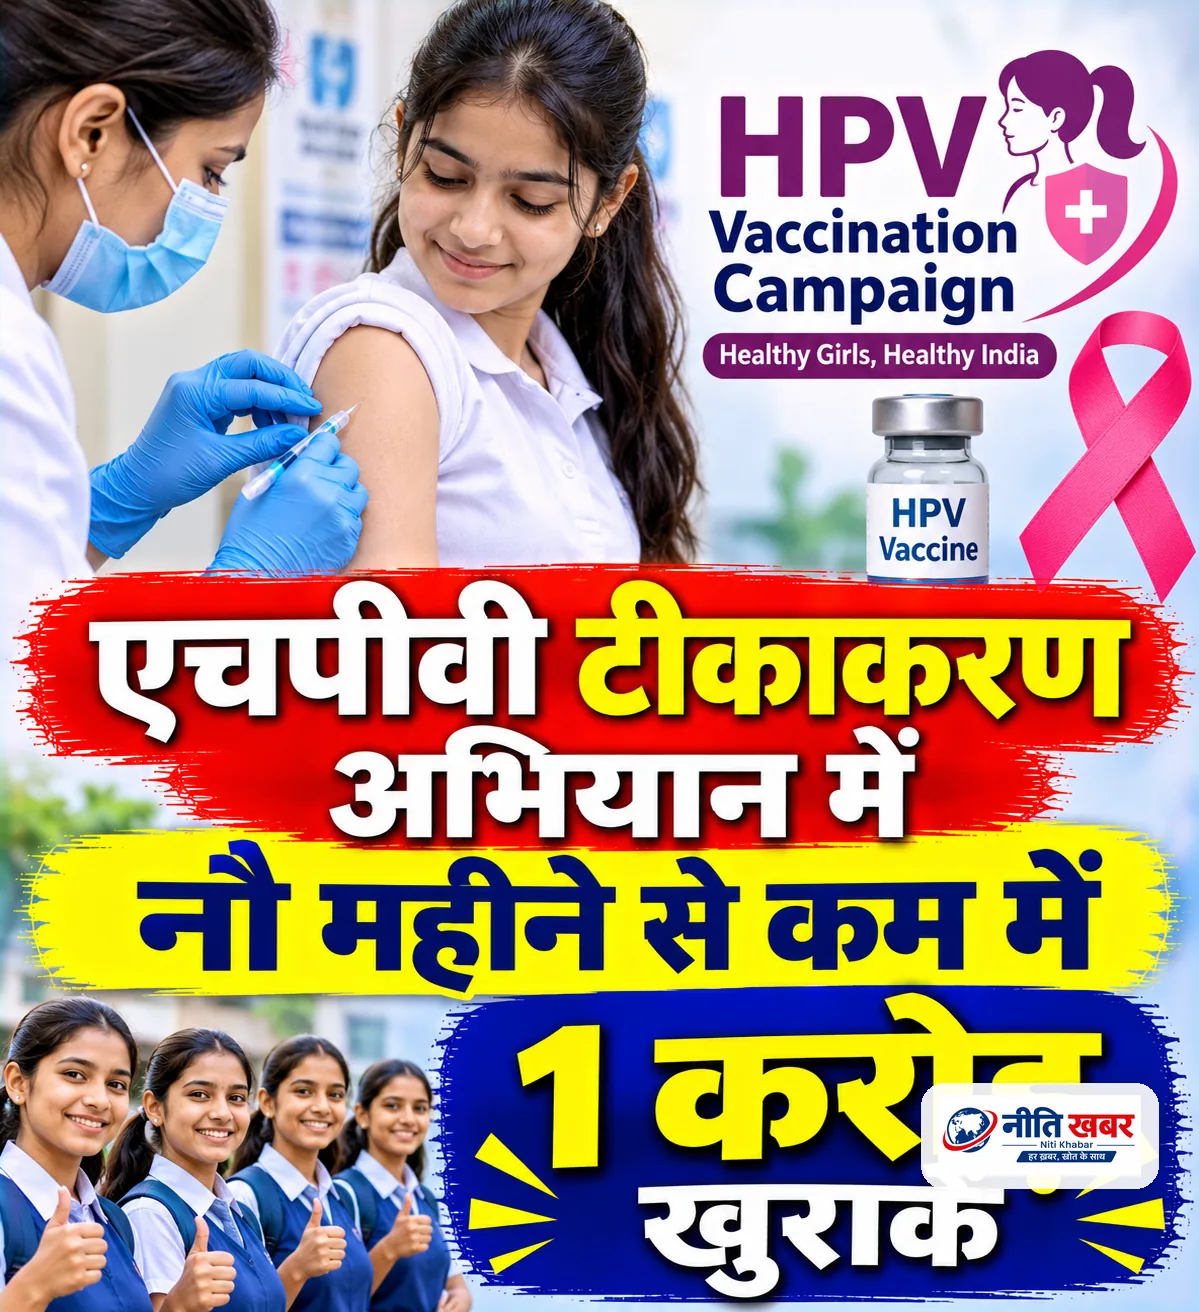 HPV
Vaccination
Campaign
Healthy Girls, Healthy India
HPV
Vaccine
एचपीवी टीकाकरण
अभियान में
नौ महीने से कम में
1 करोड़
खुराक
नीति खबर
Niti Khabar
हर ख़बर, स्रोत के साथ